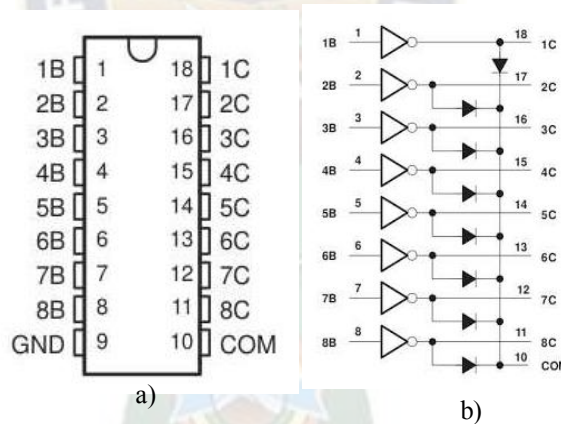 1B 1 18 1C
2B 2 17 2C
3B 3 16 3C
4B 4 15 4C
5B 5 14 5C
6B 6 13 6C
7B 7 12 7C
8B 8 11 8C
GND 9 10 COM
a)
1B 1 18 1C
2B 2 17 2C
3B 3 16 3C
4B 4 15 4C
5B 5 14 5C
6B 6 13 6C
7B 7 12 7C
8B 8 11 8C
10 COM
b)